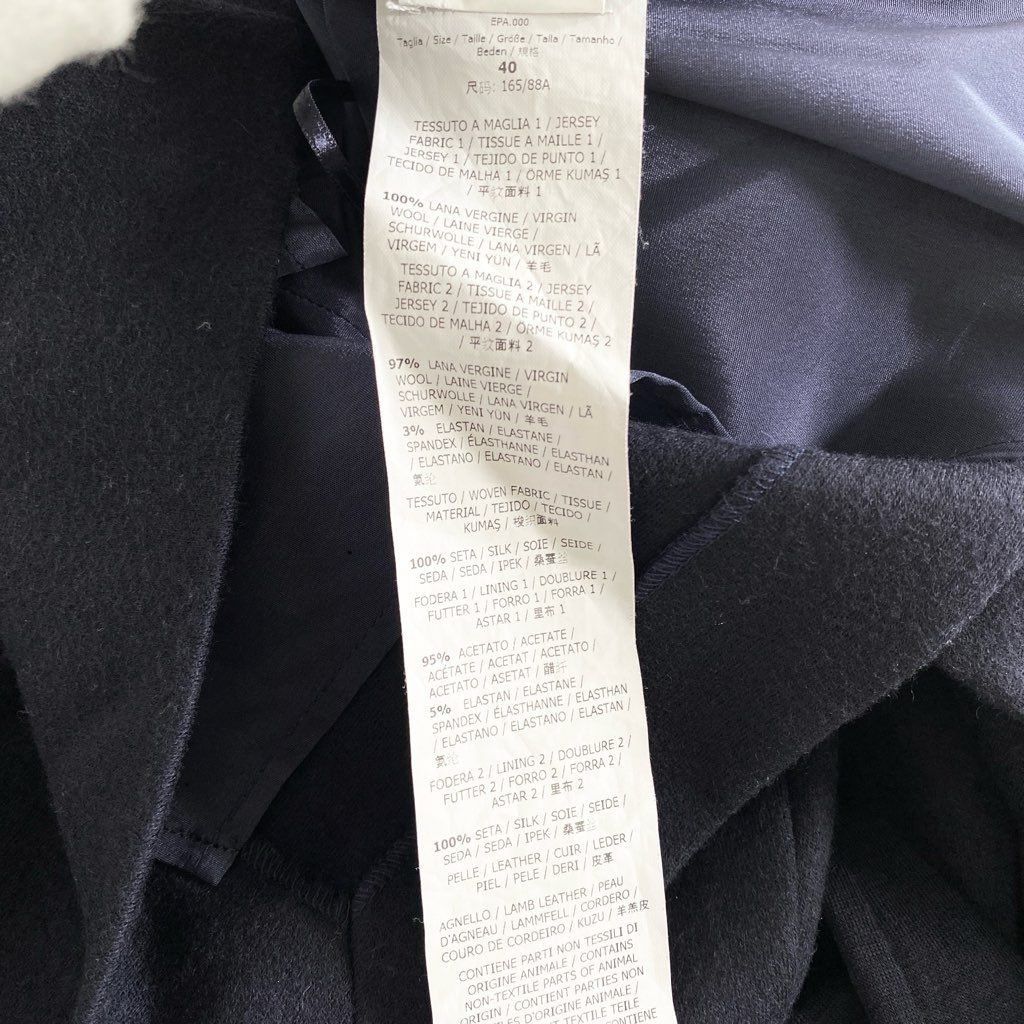 EPA.000
Taglia / Size / Taille / Größe / Talla / Tamanho /
Beden / 規格
40
尺码: 165/88A
TESSUTO A MAGLIA 1 / JERSEY
FABRIC 1 / TISSUE A MAILLE 1 /
JERSEY 1 / TEJIDO DE PUNTO 1 /
TECIDO DE MALHA 1 / ÖRME KUMAŞ 1
/ 平纹面料 1
100% LANA VERGINE / VIRGIN
WOOL / LAINE VIERGE /
SCHURWOLLE / LANA VIRGEN / LÃ
VIRGEM / YENI YÜN / 羊毛
TESSUTO A MAGLIA 2 / JERSEY
FABRIC 2 / TISSUE A MAILLE 2 /
JERSEY 2 / TEJIDO DE PUNTO 2 /
TECIDO DE MALHA 2 / ÖRME KUMAŞ 2
/ 平纹面料 2
97% LANA VERGINE / VIRGIN
WOOL / LAINE VIERGE /
SCHURWOLLE / LANA VIRGEN / LÃ
VIRGEM / YENI YÜN / 羊毛
3% ELASTAN / ELASTANE /
SPANDEX / ÉLASTHANNE / ELASTHAN
/ ELASTANO / ELASTANO / ELASTAN /
氨纶
TESSUTO / WOVEN FABRIC / TISSUE /
MATERIAL / TEJIDO / TECIDO /
KUMAŞ / 梭织面料
100% SETA / SILK / SOIE / SEIDE /
SEDA / SEDA / IPEK / 桑蚕丝
FODERA 1 / LINING 1 / DOUBLURE 1 /
FUTTER 1 / FORRO 1 / FORRA 1 /
ASTAR 1 / 里布 1
95% ACETATO / ACETATE /
ACÉTATE / ACETAT / ACETATO /
ACETATO / ASETAT / 醋纤
5% ELASTAN / ELASTANE /
SPANDEX / ÉLASTHANNE / ELASTHAN
/ ELASTANO / ELASTANO / ELASTAN /
氨纶
FODERA 2 / LINING 2 / DOUBLURE 2 /
FUTTER 2 / FORRO 2 / FORRA 2 /
ASTAR 2 / 里布 2
100% SETA / SILK / SOIE / SEIDE /
SEDA / SEDA / IPEK / 桑蚕丝
PELLE / LEATHER / CUIR / LEDER /
PIEL / PELE / DERI / 皮革
AGNELLO / LAMB LEATHER / PEAU
D'AGNEAU / LAMMFELL / CORDERO /
COURO DE CORDEIRO / KUZU / 羊羔皮
CONTIENE PARTI NON TESSILI DI
ORIGINE ANIMALE / CONTAINS
NON-TEXTILE PARTS OF ANIMAL
ORIGIN / CONTIENT PARTIES NON
TEXTILES D'ORIGINE ANIMALE /
TEXTILE TEILE
CONTIENE